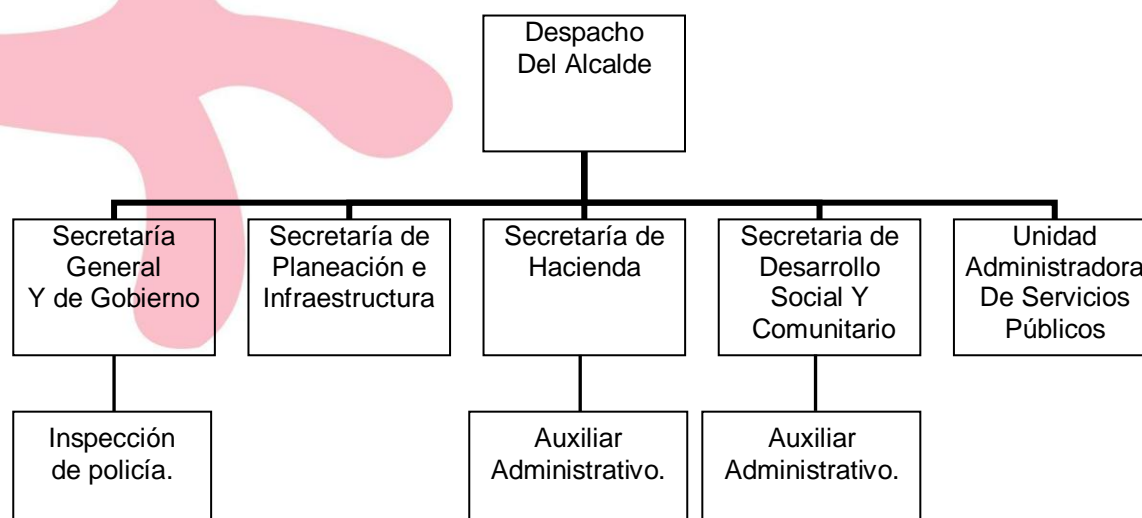 Despacho
Del Alcalde
Secretaría
General
Y de Gobierno
Secretaría de
Planeación e
Infraestructura
Secretaría de
Hacienda
Secretaria de
Desarrollo
Social Y
Comunitario
Unidad
Administradora
De Servicios
Públicos
Inspección
de policía.
Auxiliar
Administrativo.
Auxiliar
Administrativo.